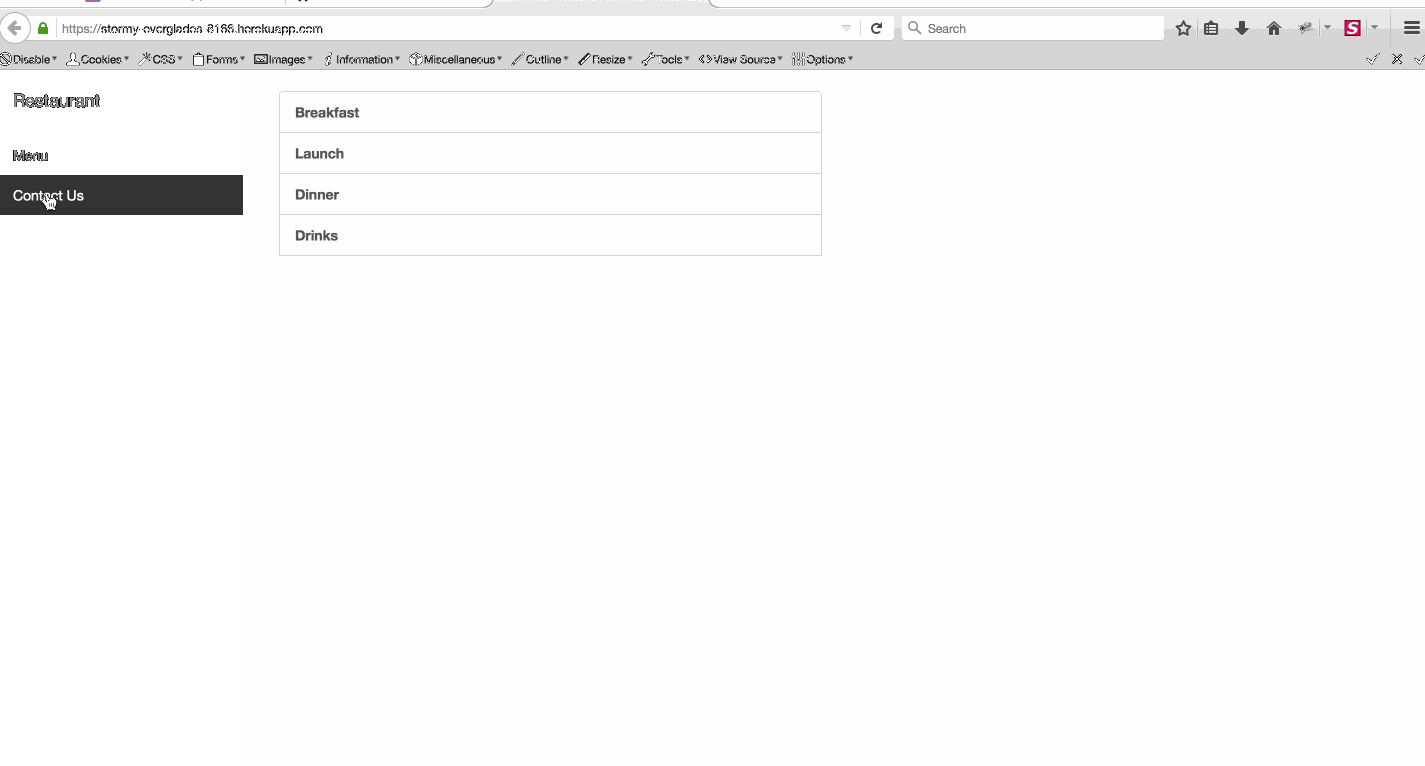 https://stormy-everglades-8166.herokuapp.com
Search
Disable Cookies CSS Forms Images Information Miscellaneous Outline Resize Tools View Source Options
Restaurant
Menu
Contact Us
Breakfast
Launch
Dinner
Drinks